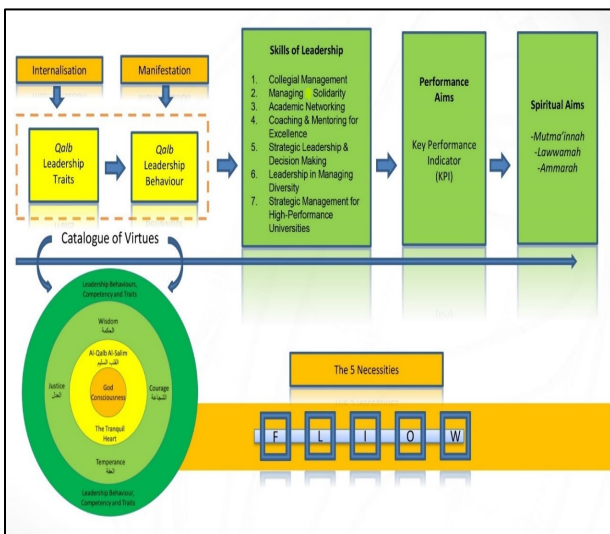 Internalisation
Manifestation
Qalb
Leadership
Traits
Qalb
Leadership
Behaviour
Skills of Leadership
1. Collegial Management
2. Managing Solidarity
3. Academic Networking
4. Coaching & Mentoring for
Excellence
5. Strategic Leadership &
Decision Making
6. Leadership in Managing
Diversity
7. Strategic Management for
High-Performance
Universities
Performance
Aims
Key Performance
Indicator
(KPI)
Spiritual Aims
-Mutma'innah
-Lawwamah
-Ammarah
Catalogue of Virtues
Leadership Behaviours,
Competency and Traits
Wisdom
الحكمة
Al-Qalb Al-Salim
القلب السليم
Justice
العدل
God
Consciousness
Courage
الشجاعة
The Tranquil
Heart
Temperance
العفة
Leadership Behaviour,
Competency and Traits
The 5 Necessities
F L I O W